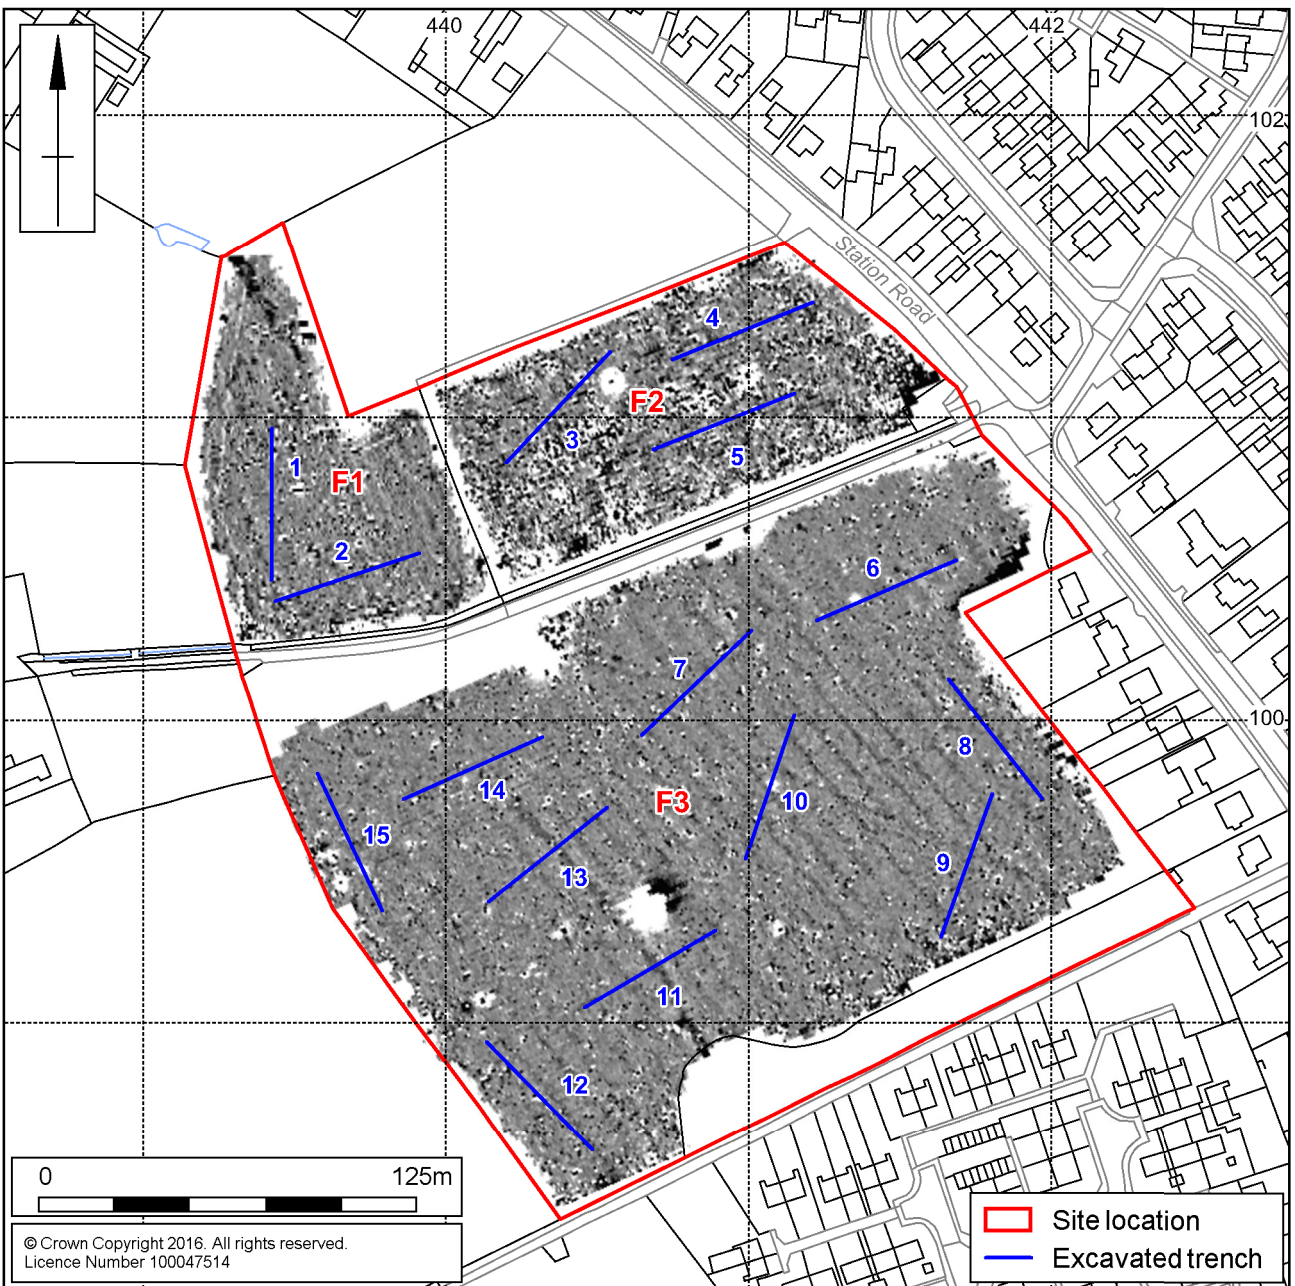 440
442
102
Station Road
4
F2
3
5
1
F1
2
6
7
100
8
14
F3
10
15
9
13
11
12
0 125m
© Crown Copyright 2016. All rights reserved.
Licence Number 100047514
Site location
Excavated trench